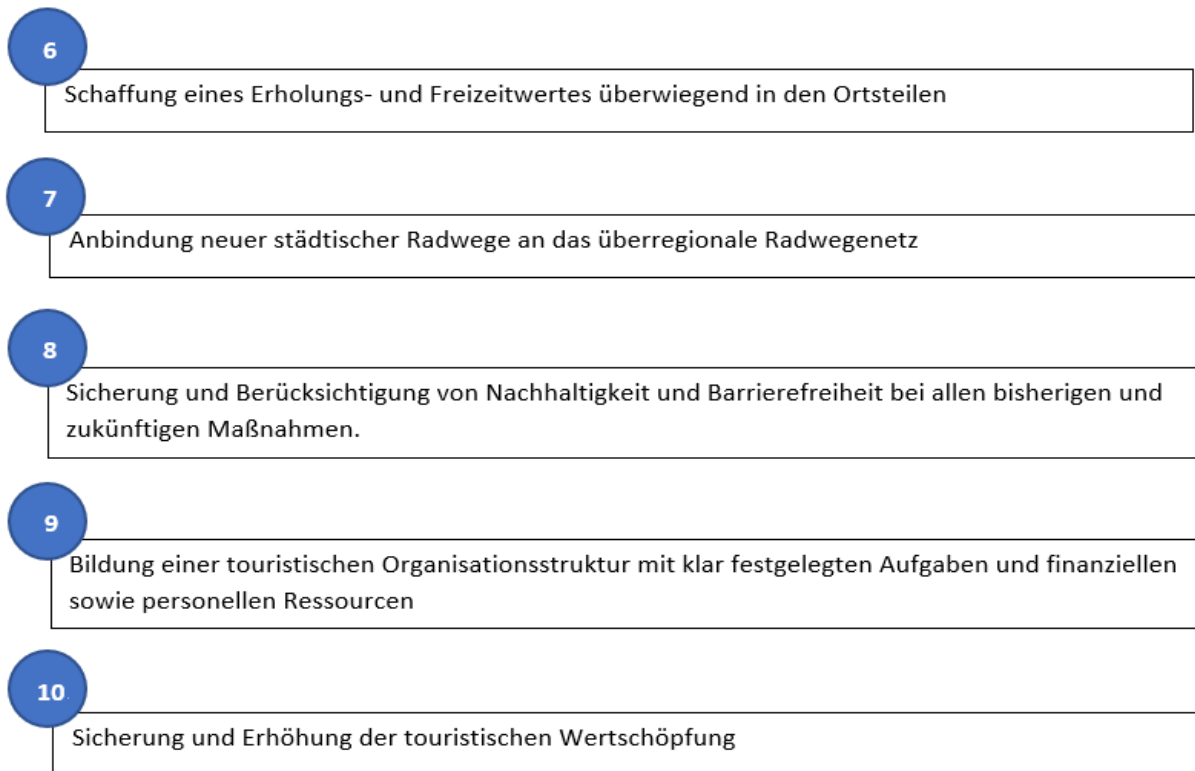 6
Schaffung eines Erholungs- und Freizeitwertes überwiegend in den Ortsteilen
7
Anbindung neuer städtischer Radwege an das überregionale Radwegenetz
8
Sicherung und Berücksichtigung von Nachhaltigkeit und Barrierefreiheit bei allen bisherigen und
zukünftigen Maßnahmen.
9
Bildung einer touristischen Organisationsstruktur mit klar festgelegten Aufgaben und finanziellen
sowie personellen Ressourcen
10
Sicherung und Erhöhung der touristischen Wertschöpfung